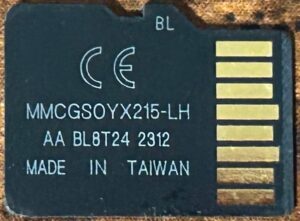 BL
CE
MMCGSOYX215-LH
AA BL8T24 2312
MADE IN TAIWAN